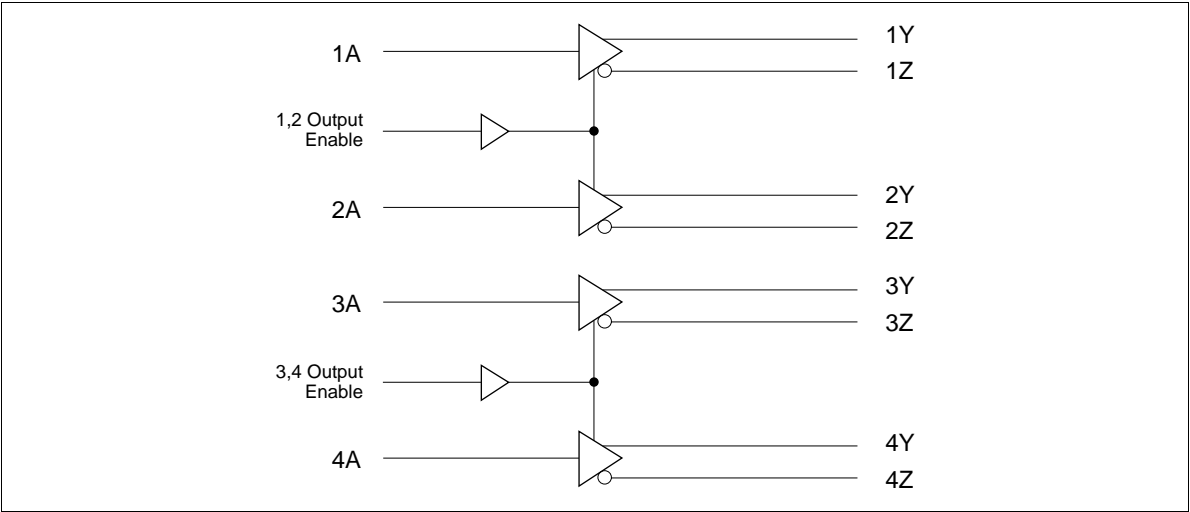 1A
1Y
1Z
1,2 Output
Enable
2A
2Y
2Z
3A
3Y
3Z
3,4 Output
Enable
4A
4Y
4Z